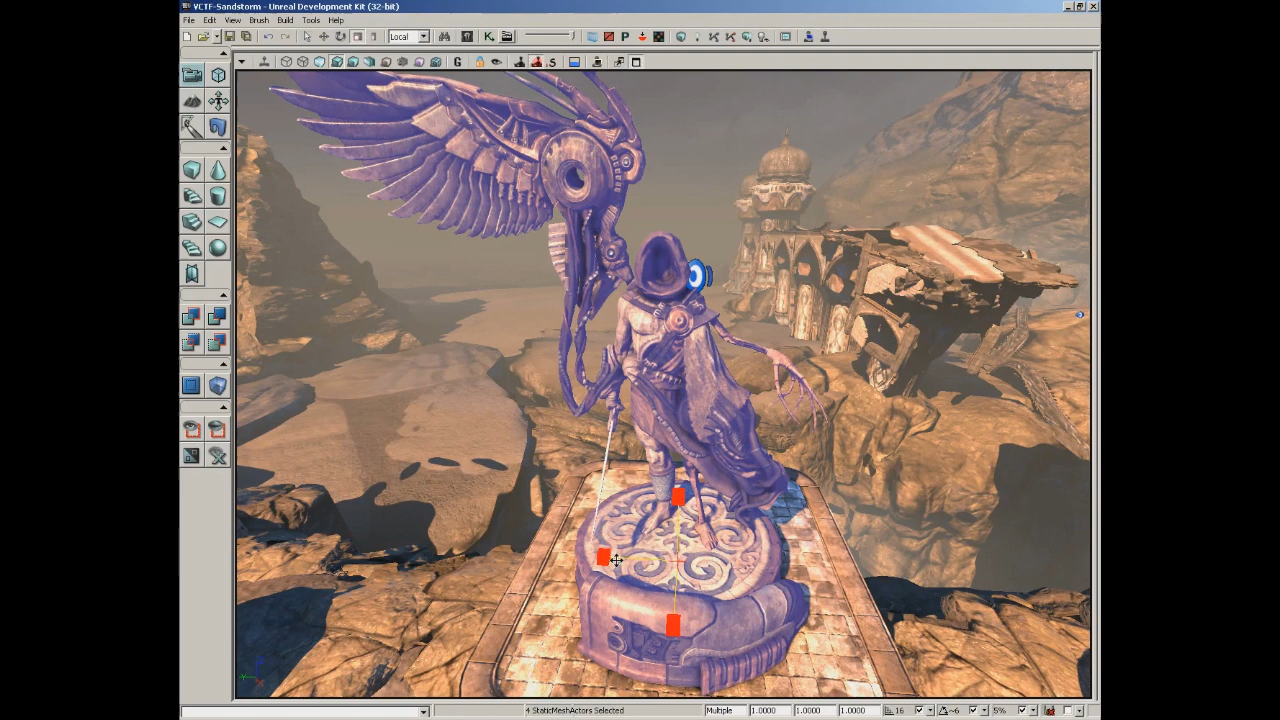 VCTF-Sandstorm - Unreal Development Kit (32-bit)
File Edit View Brush Build Tools Help
Local
P
G
S
4 StaticMeshActors Selected Multiple 1.0000 1.0000 1.0000 16 ~6 5%